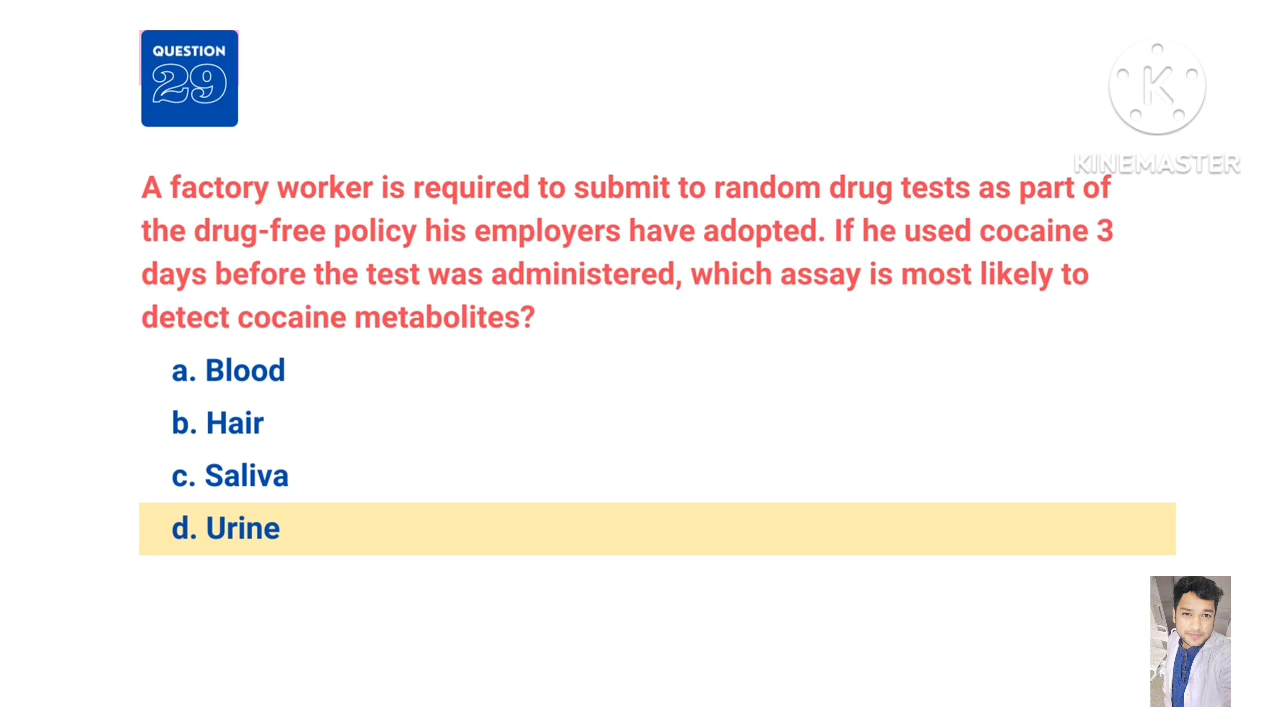 QUESTION
29
KINEMASTER
A factory worker is required to submit to random drug tests as part of
the drug-free policy his employers have adopted. If he used cocaine 3
days before the test was administered, which assay is most likely to
detect cocaine metabolites?
a. Blood
b. Hair
c. Saliva
d. Urine